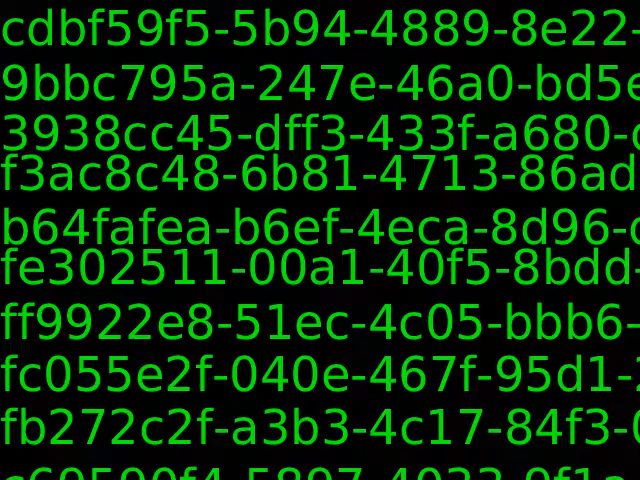 cdbf59f5-5b94-4889-8e22-
9bbc795a-247e-46a0-bd5e
3938cc45-dff3-433f-a680-
f3ac8c48-6b81-4713-86ad
b64fafea-b6ef-4eca-8d96-
fe302511-00a1-40f5-8bdd-
ff9922e8-51ec-4c05-bbb6-
fc055e2f-040e-467f-95d1-
fb272c2f-a3b3-4c17-84f3-